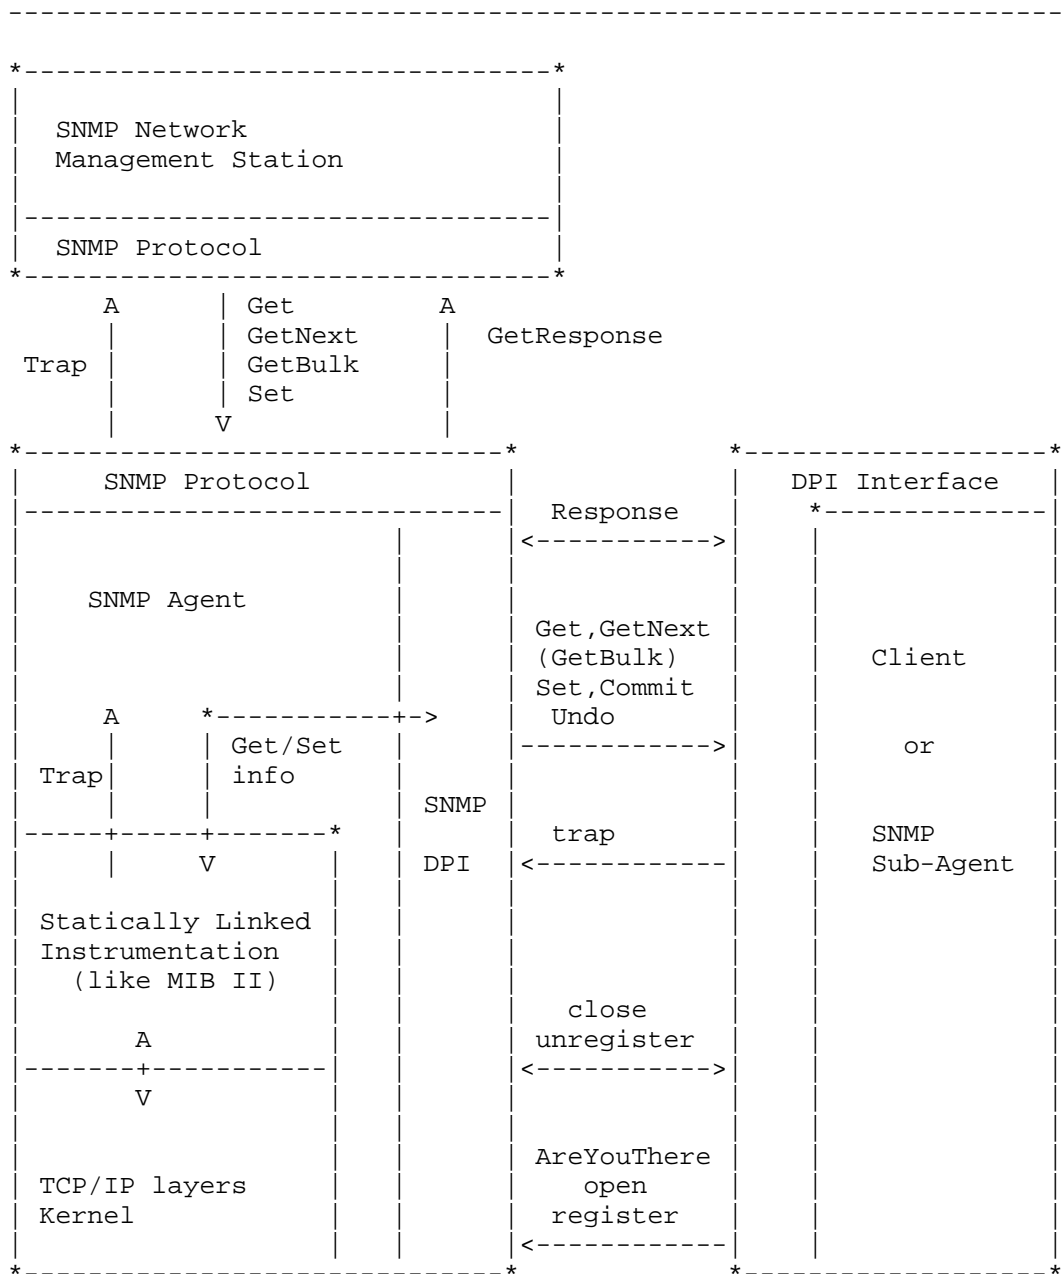 SNMP Network
Management Station
SNMP Protocol
A | Get A
| | GetNext | GetResponse
Trap | | GetBulk |
| | Set |
| V |
SNMP Protocol DPI Interface
Response
<----------->
SNMP Agent
Get,GetNext
(GetBulk) Client
Set,Commit
A *-----------+-> Undo
| | Get/Set ------------> or
Trap| | info
| | SNMP
-----+-----+-------* trap SNMP
| V DPI <------------ Sub-Agent
Statically Linked
Instrumentation
(like MIB II)
close
A unregister
-------+----------- <----------->
V
AreYouThere
TCP/IP layers open
Kernel register
<------------